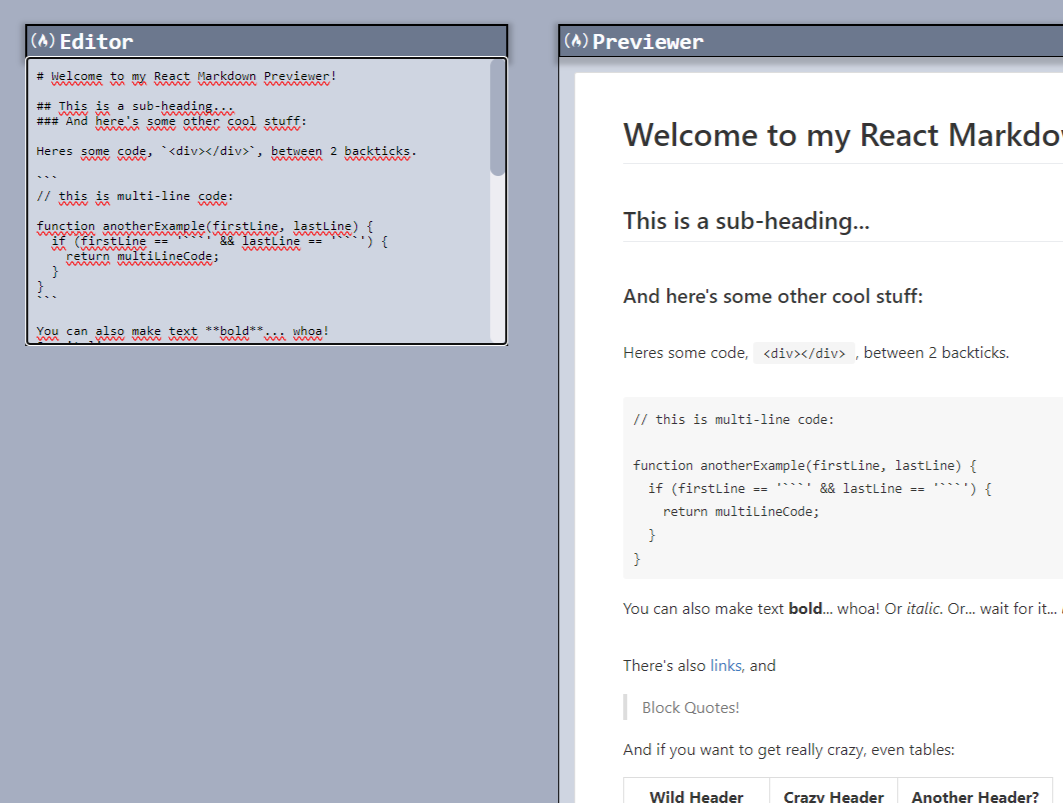 Editor
# Welcome to my React Markdown Previewer!
## This is a sub-heading...
### And here's some other cool stuff:
Heres some code, `<div></div>`, between 2 backticks.
```
// this is multi-line code:
function anotherExample(firstLine, lastLine) {
  if (firstLine == '```' && lastLine == '```') {
    return multiLineCode;
  }
}
```
You can also make text **bold**... whoa!
Previewer
Welcome to my React Markdo
This is a sub-heading...
And here's some other cool stuff:
Heres some code, <div></div>, between 2 backticks.
// this is multi-line code:
function anotherExample(firstLine, lastLine) {
  if (firstLine == '```' && lastLine == '```') {
    return multiLineCode;
  }
}
You can also make text bold... whoa! Or italic. Or... wait for it...
There's also links, and
Block Quotes!
And if you want to get really crazy, even tables:
Wild Header Crazy Header Another Header?